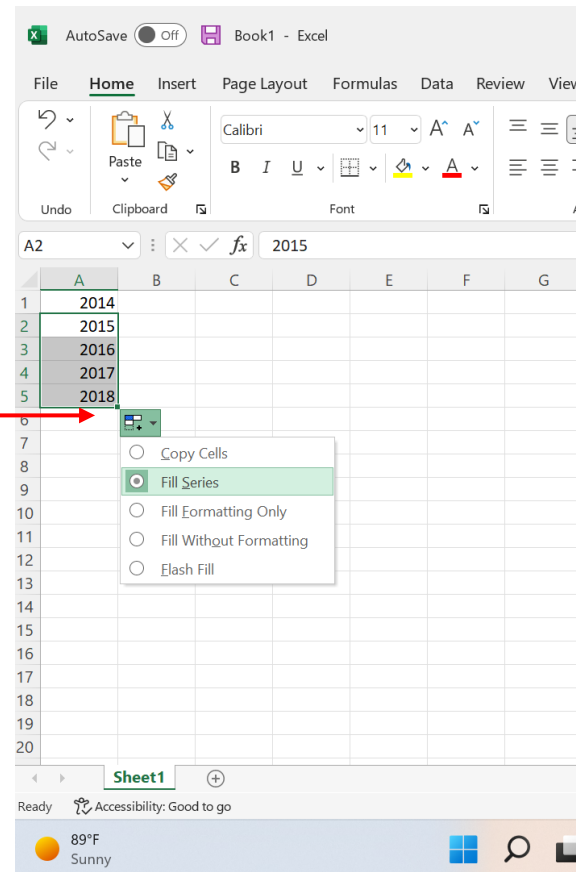 AutoSave Off Book1 - Excel
File Home Insert Page Layout Formulas Data Review View
Paste Calibri 11 A A
B I U A
Undo Clipboard Font
A2 fx 2015
A B C D E F G
1 2014
2 2015
3 2016
4 2017
5 2018
6
7
Copy Cells
8
Fill Series
9
10 Fill Formatting Only
11
Fill Without Formatting
12
Flash Fill
13
14
15
16
17
18
19
20
Sheet1
Ready Accessibility: Good to go
89°F
Sunny